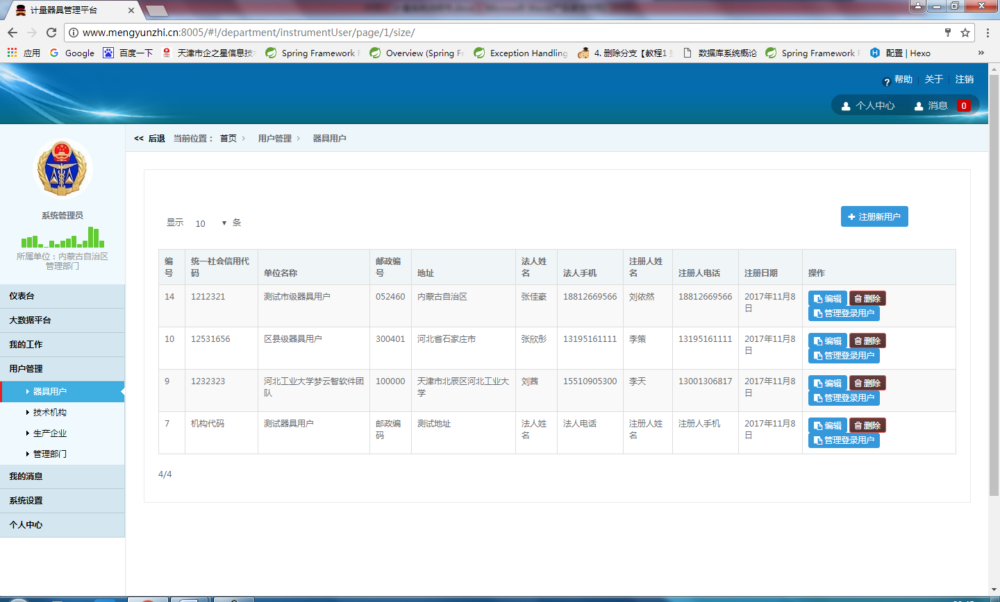 计量器具管理平台
www.mengyunzhi.cn:8005/#!/department/instrumentUser/page/1/size/
应用 Google 百度一下 天津市企之星信息技 Spring Framework Overview (Spring Fr Exception Handling 4. 删除分支【教程1 数据库系统概论 Spring Framework 配置 | Hexo »
帮助 关于 注销
个人中心 消息 0
<< 后退 当前位置： 首页 用户管理 器具用户
系统管理员
所属单位：内蒙古自治区
管理部门
仪表台
大数据平台
我的工作
用户管理
器具用户
技术机构
生产企业
管理部门
我的消息
系统设置
个人中心
显示 10 条
注册新用户
编号 统一社会信用代码 单位名称 邮政编号 地址 法人姓名 法人手机 注册人姓名 注册人电话 注册日期 操作
14 1212321 测试市级器具用户 052460 内蒙古自治区 张佳豪 18812669566 刘依然 18812669566 2017年11月8日 编辑 删除
管理登录用户
10 12531656 区县级器具用户 300401 河北省石家庄市 张欣彤 13195161111 李策 13195161111 2017年11月8日 编辑 删除
管理登录用户
9 1232323 河北工业大学梦云智软件团队 100000 天津市北辰区河北工业大学 刘茜 15510905300 李天 13001306817 2017年11月8日 编辑 删除
管理登录用户
7 机构代码 测试器具用户 邮政编码 测试地址 法人姓名 法人电话 注册人姓名 注册人手机 2017年11月8日 编辑 删除
管理登录用户
4/4